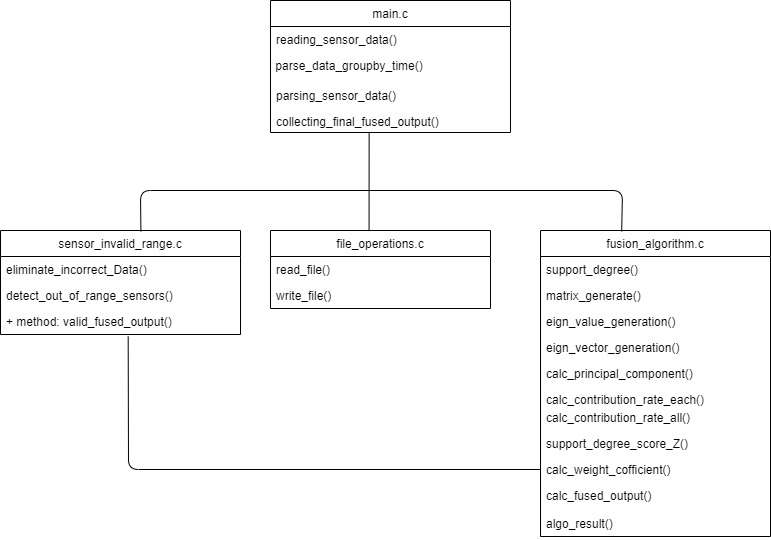 main.c
reading_sensor_data()
parse_data_groupby_time()
parsing_sensor_data()
collecting_final_fused_output()
sensor_invalid_range.c
eliminate_incorrect_Data()
detect_out_of_range_sensors()
+ method: valid_fused_output()
file_operations.c
read_file()
write_file()
fusion_algorithm.c
support_degree()
matrix_generate()
eign_value_generation()
eign_vector_generation()
calc_principal_component()
calc_contribution_rate_each()
calc_contribution_rate_all()
support_degree_score_Z()
calc_weight_cofficient()
calc_fused_output()
algo_result()